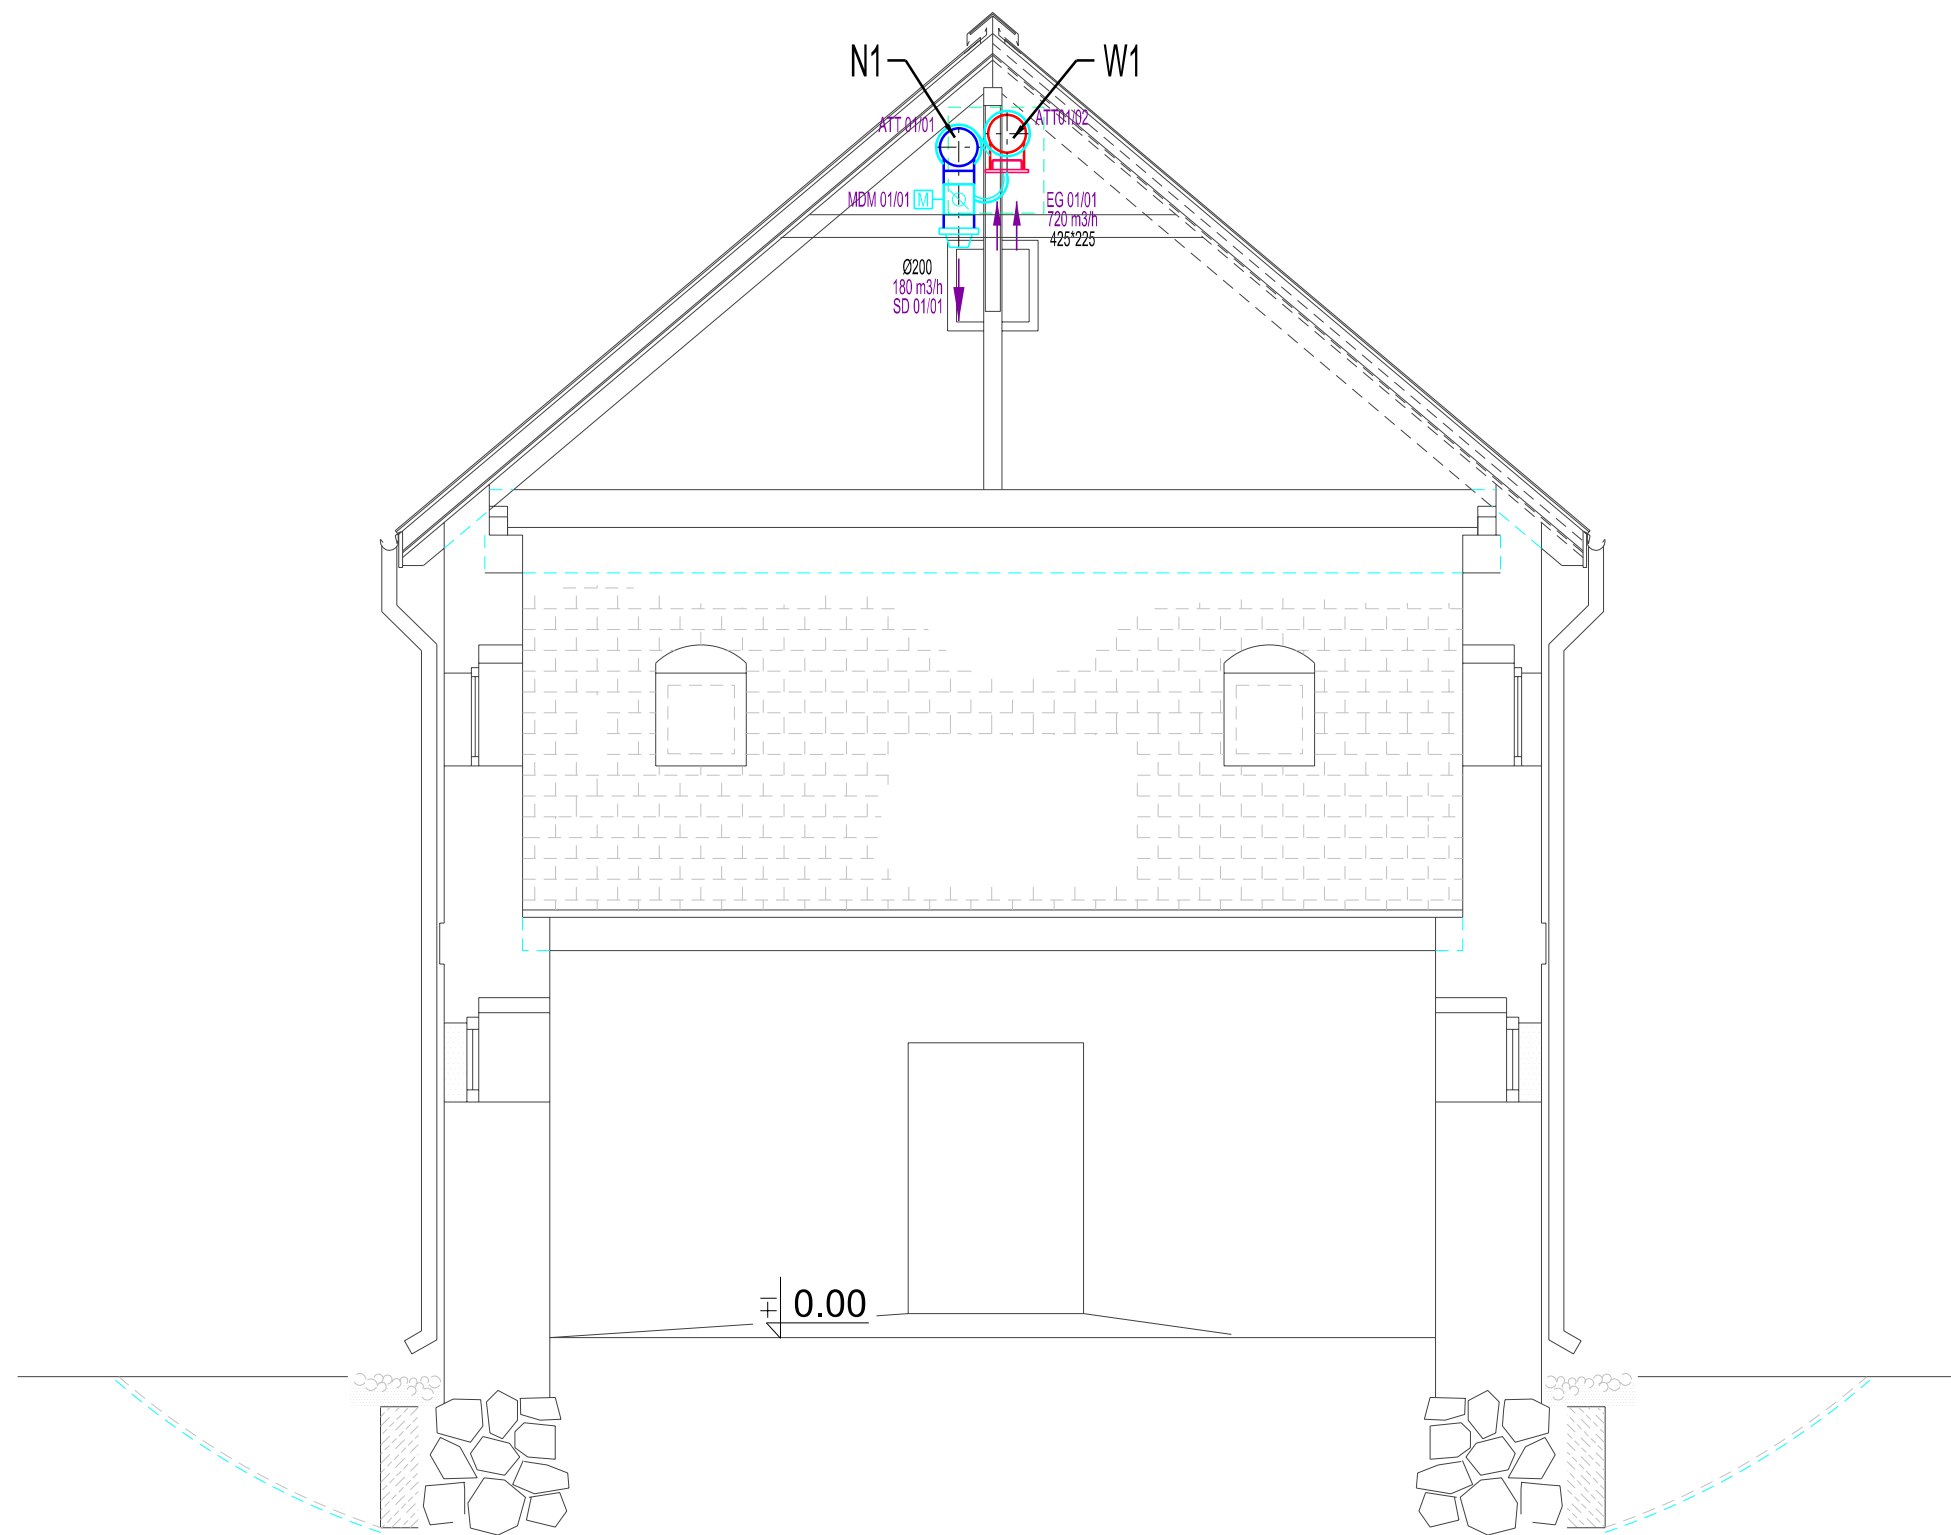 N1
W1
ATT 01/01
ATT01/02
MDM 01/01
M
EG 01/01
720 m3/h
425*225
Ø200
180 m3/h
SD 01/01
±0.00